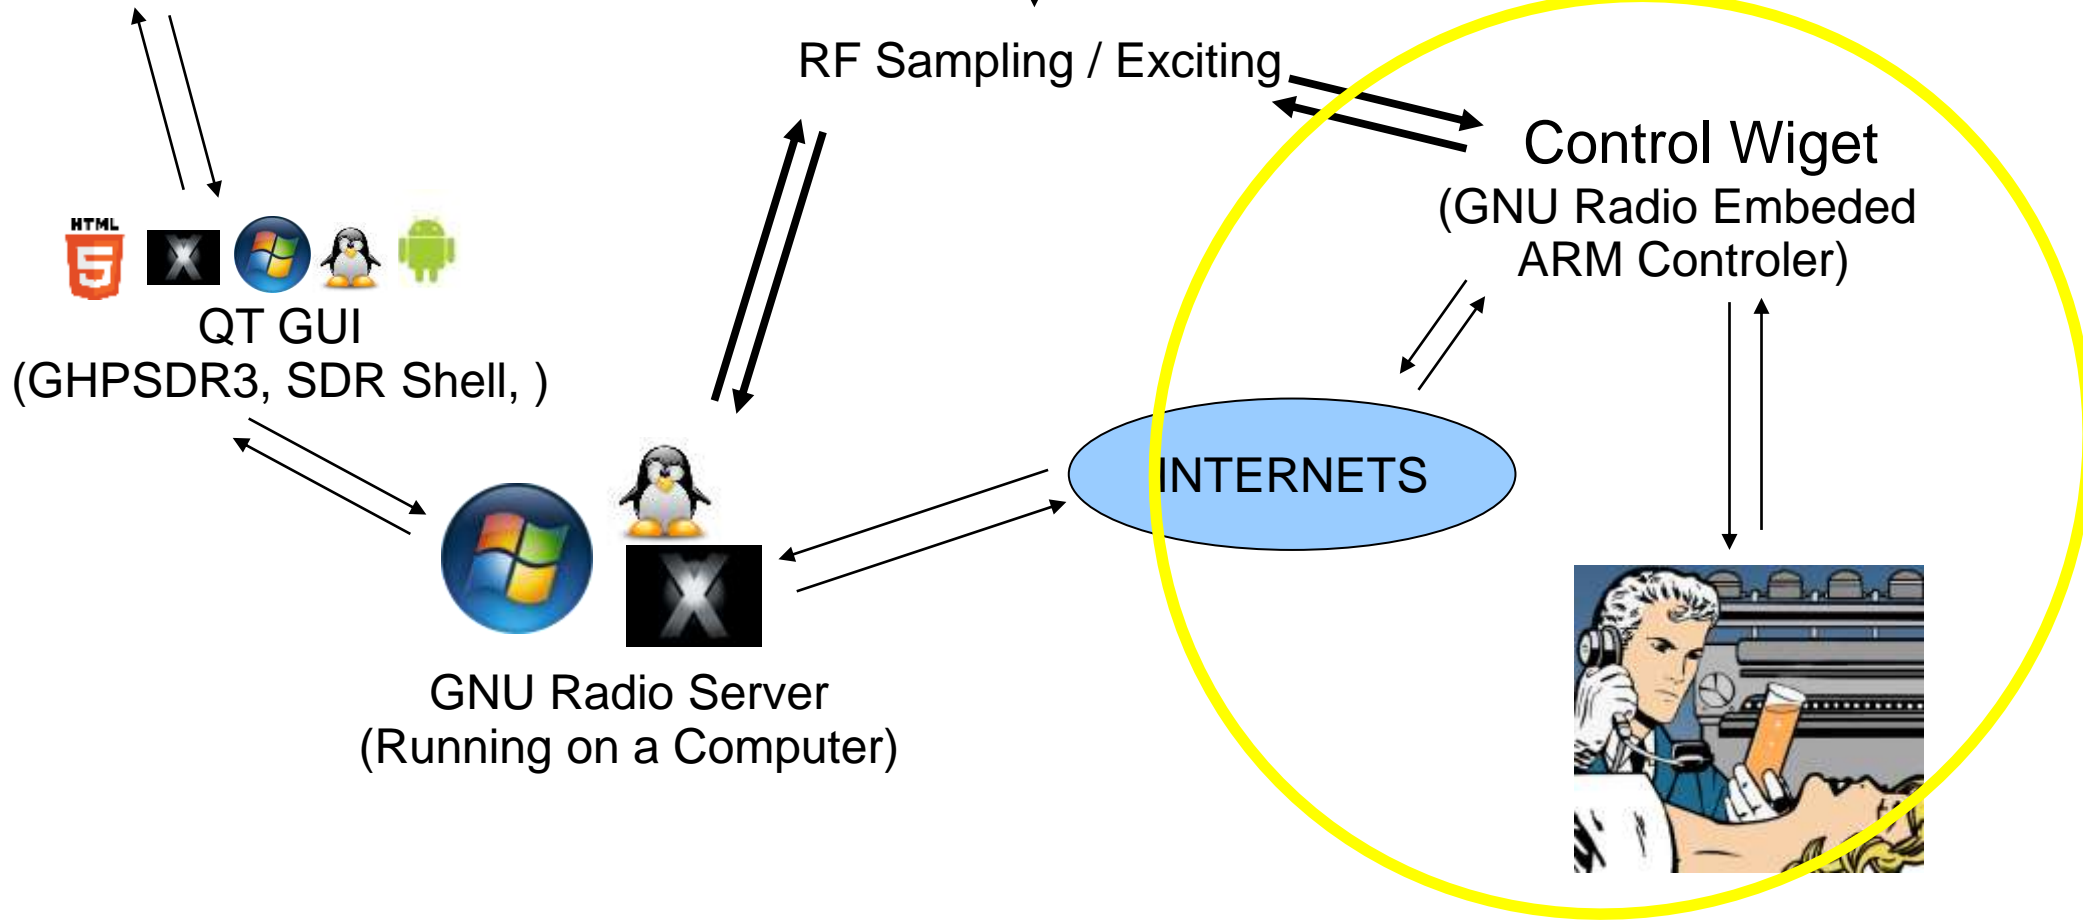 RF Sampling / Exciting
Control Wiget
(GNU Radio Embeded
ARM Controler)
HTML
5
QT GUI
(GHPSDR3, SDR Shell, )
INTERNETS
X
X
GNU Radio Server
(Running on a Computer)